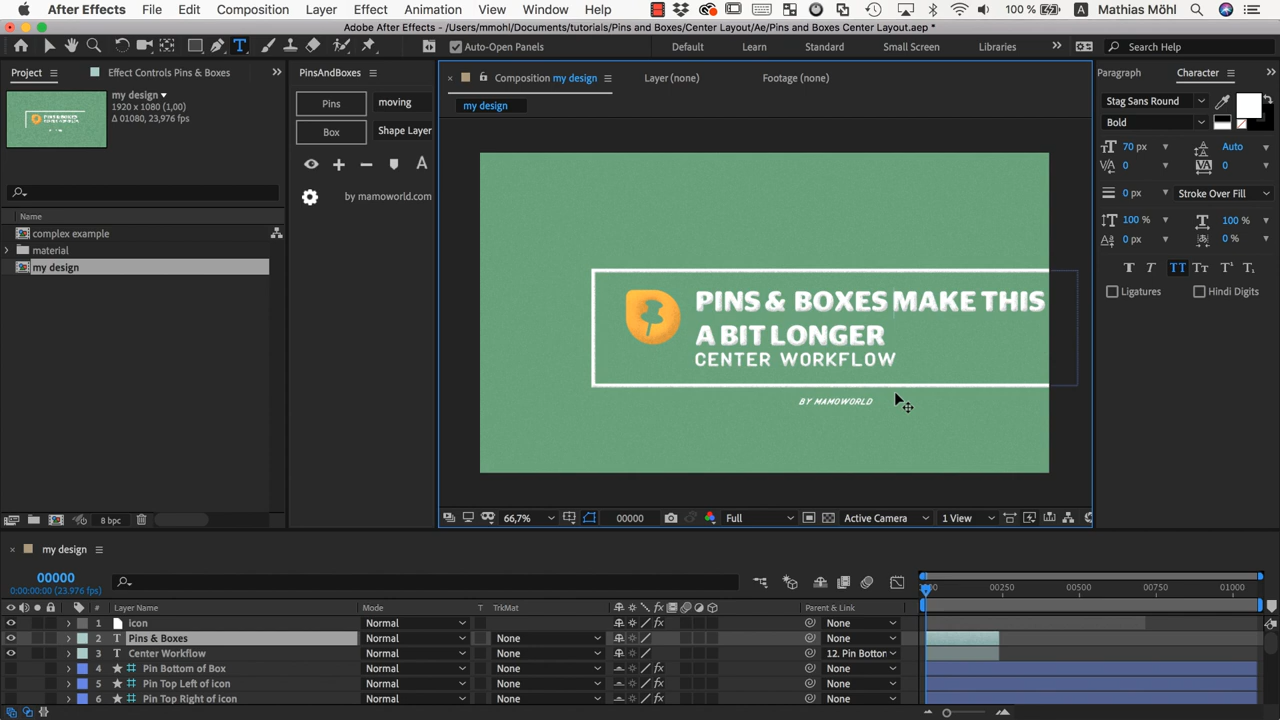 After Effects File Edit Composition Layer Effect Animation View Window Help 100 % A Mathias Möhl
Adobe After Effects - /Users/mmohl/Documents/tutorials/Pins and Boxes/Center Layout/Ae/Pins and Boxes Center Layout.aep *
T Auto-Open Panels Default Learn Standard Small Screen Libraries Search Help
Project Effect Controls Pins & Boxes PinsAndBoxes Composition my design Layer (none) Footage (none) Paragraph Character
my design
1920 x 1080 (1,00)
Δ 01080, 23,976 fps)
Pins moving
Box Shape Layer
A
by mamoworld.com
my design
Stag Sans Round
Bold
70 px Auto
0 0
0 px Stroke Over Fill
100 % 100 %
0 px 0 %
T T TT Tт T¹ T₁
Ligatures Hindi Digits
Name
complex example
material
my design
PINS & BOXES MAKE THIS
A BIT LONGER
CENTER WORKFLOW
BY MAMOWORLD
8 bpc
66,7% 00000 Full Active Camera 1 View
my design
00000
0:00:00:00 (23.976 fps)
00250 00500 00750 01000
# Layer Name Mode T TrkMat Parent & Link
1 icon Normal None
2 T Pins & Boxes Normal None None
3 T Center Workflow Normal None 12. Pin Bottor
4 Pin Bottom of Box Normal None None
5 Pin Top Left of icon Normal None None
6 Pin Top Right of icon Normal None None